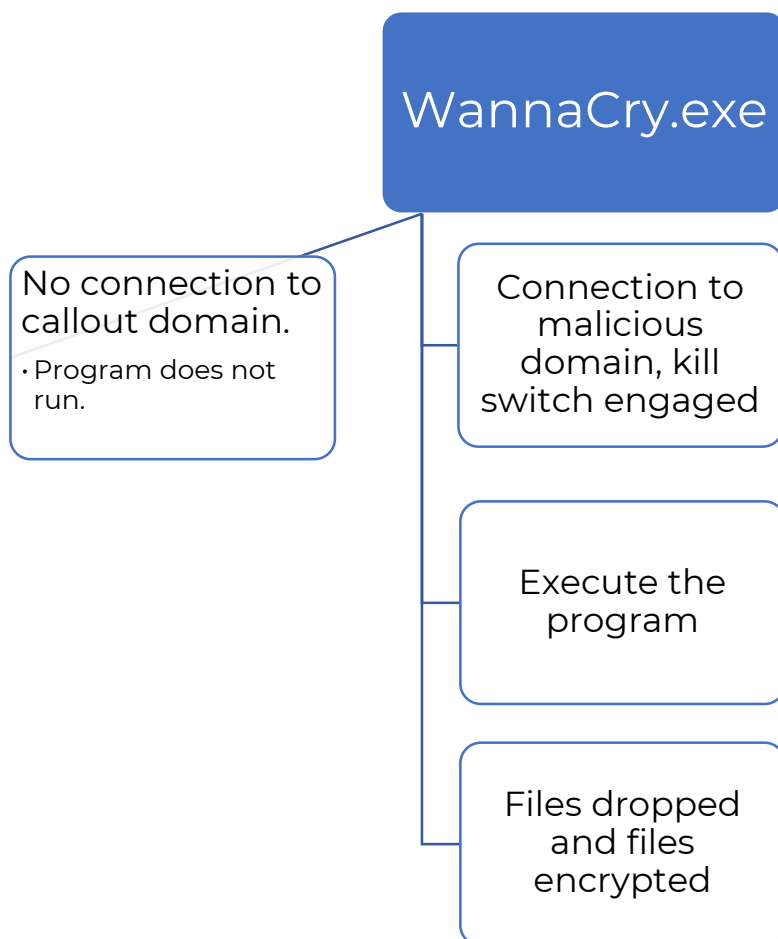 WannaCry.exe
No connection to
callout domain.
• Program does not
run.
Connection to
malicious
domain, kill
switch engaged
Execute the
program
Files dropped
and files
encrypted